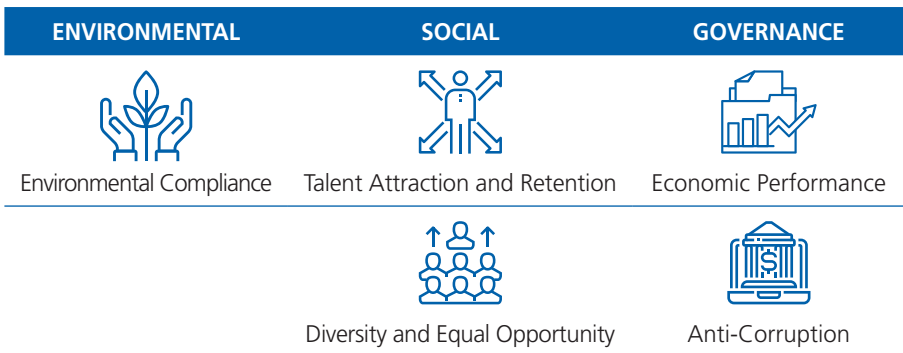 ENVIRONMENTAL SOCIAL GOVERNANCE
Environmental Compliance Talent Attraction and Retention Economic Performance
$
Diversity and Equal Opportunity Anti-Corruption